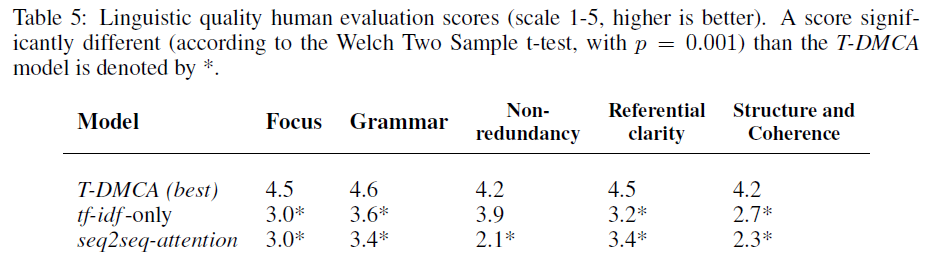 Table 5: Linguistic quality human evaluation scores (scale 1-5, higher is better). A score signif-
icantly different (according to the Welch Two Sample t-test, with p = 0.001) than the T-DMCA
model is denoted by *.
Model Focus Grammar Non-redundancy Referential clarity Structure and Coherence
T-DMCA (best) 4.5 4.6 4.2 4.5 4.2
tf-idf-only 3.0* 3.6* 3.9 3.2* 2.7*
seq2seq-attention 3.0* 3.4* 2.1* 3.4* 2.3*